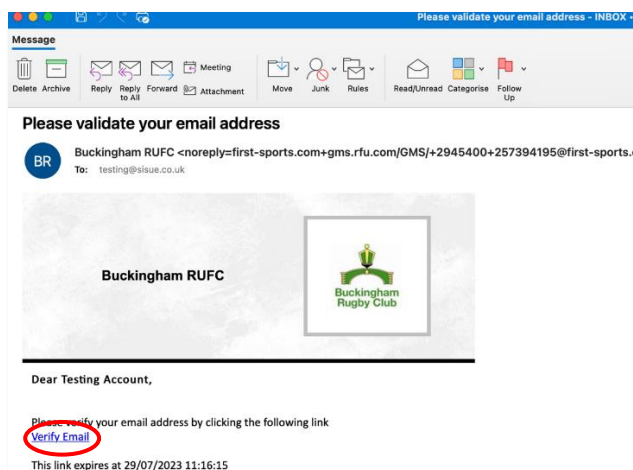 Please validate your email address - INBOX •
Message
Delete Archive Reply Reply to All Forward Meeting Attachment Move Junk Rules Read/Unread Categorise Follow Up
Please validate your email address
BR
Buckingham RUFC <noreply=first-sports.com+gms.rfu.com/GMS/+2945400+257394195@first-sports.
To: testing@sisue.co.uk
Buckingham RUFC
Buckingham
Rugby Club
Dear Testing Account,
Please verify your email address by clicking the following link
Verify Email
This link expires at 29/07/2023 11:16:15